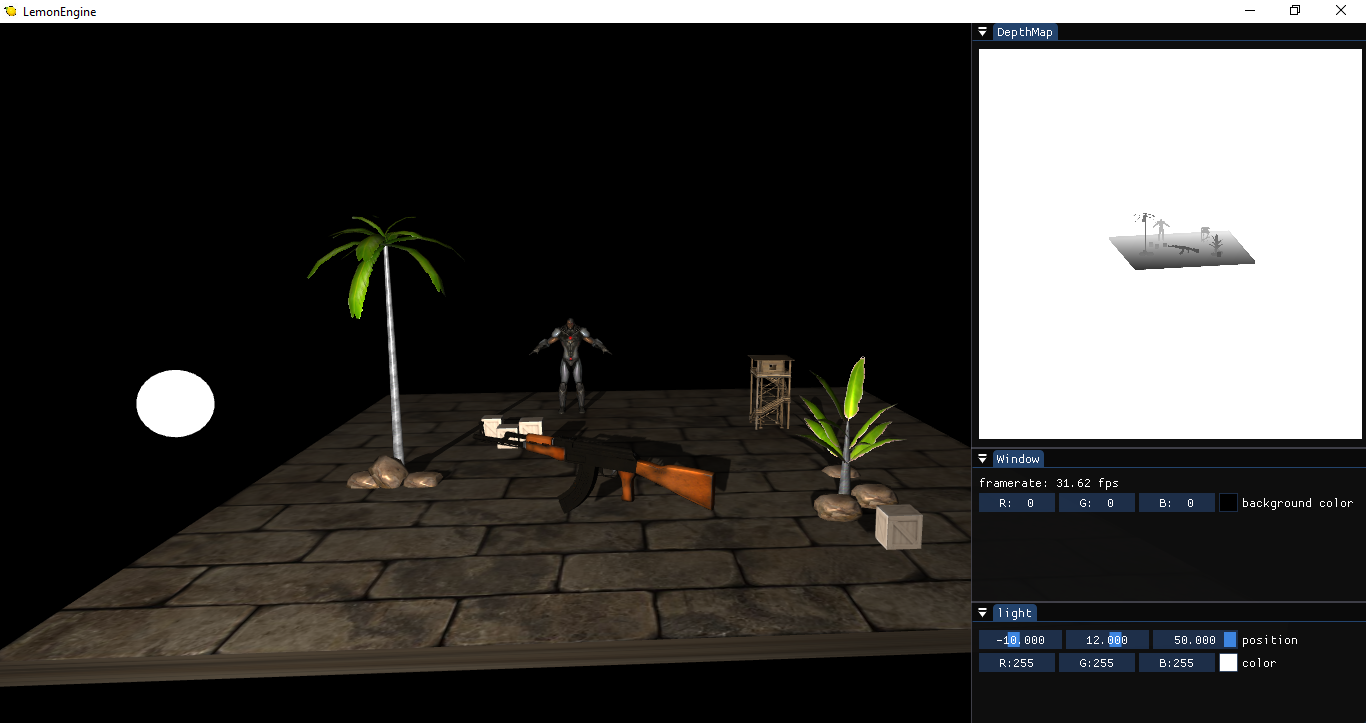 LemonEngine
DepthMap
Window
framerate: 31.62 fps
R: 0 G: 0 B: 0 background color
light
-10.000 12.000 50.000 position
R:255 G:255 B:255 color